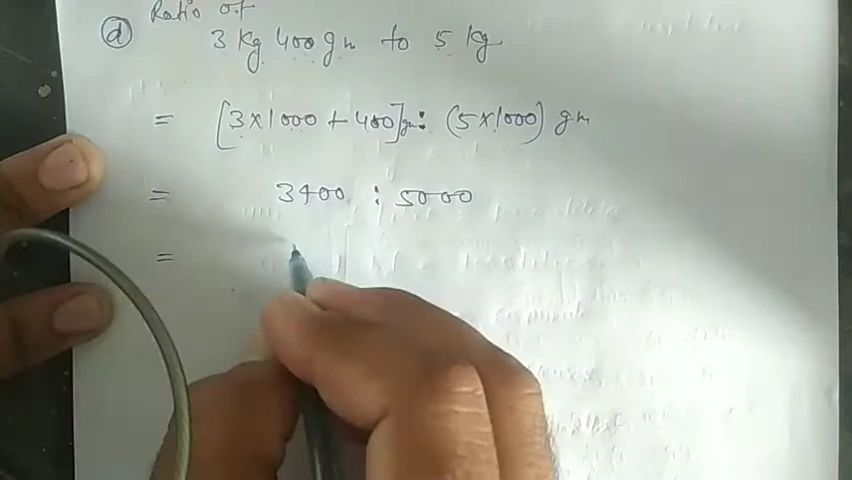 Ratio of
(d) 3 Kg 400 gm to 5 Kg
= [3×1000 + 400]gm : (5×1000) gm
= 3400 : 5000
=